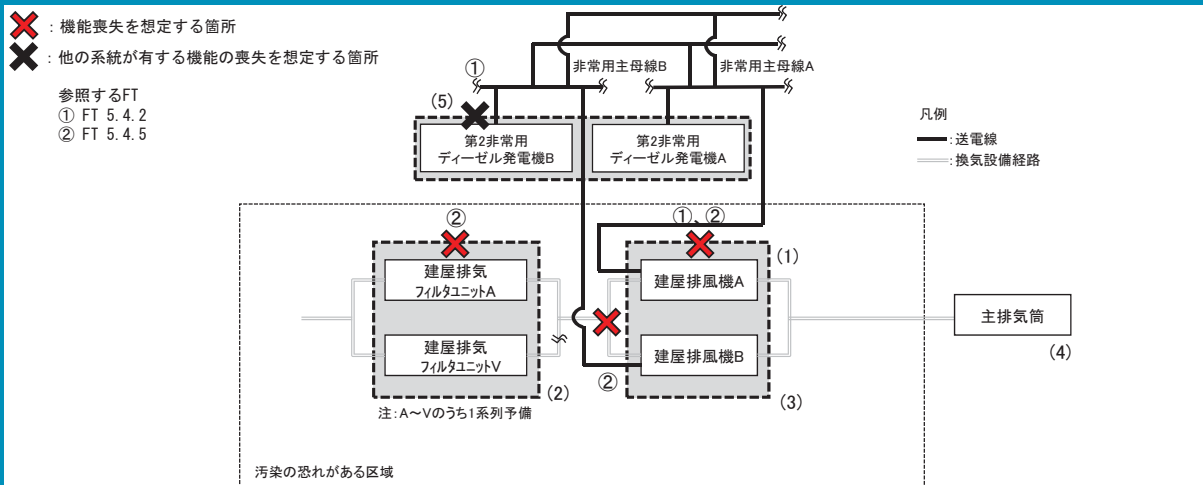 ：機能喪失を想定する箇所
：他の系統が有する機能の喪失を想定する箇所
参照するFT
① FT 5.4.2
② FT 5.4.5
①
非常用主母線B
非常用主母線A
(5)
第2非常用
ディーゼル発電機B
第2非常用
ディーゼル発電機A
凡例
：送電線
：換気設備経路
②
①、②
(1)
建屋排気
フィルタユニットA
建屋排風機A
主排気筒
(4)
建屋排気
フィルタユニットV
建屋排風機B
②
(2)
(3)
注：A～Vのうち1系列予備
汚染の恐れがある区域